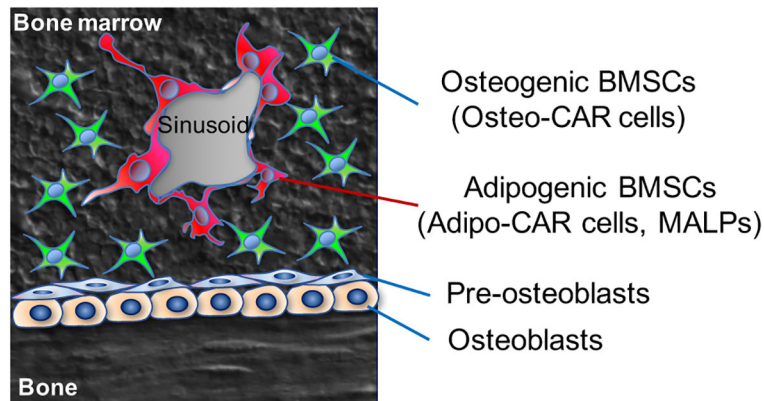 Bone marrow
Sinusoid
Osteogenic BMSCs
(Osteo-CAR cells)
Adipogenic BMSCs
(Adipo-CAR cells, MALPs)
Pre-osteoblasts
Osteoblasts
Bone